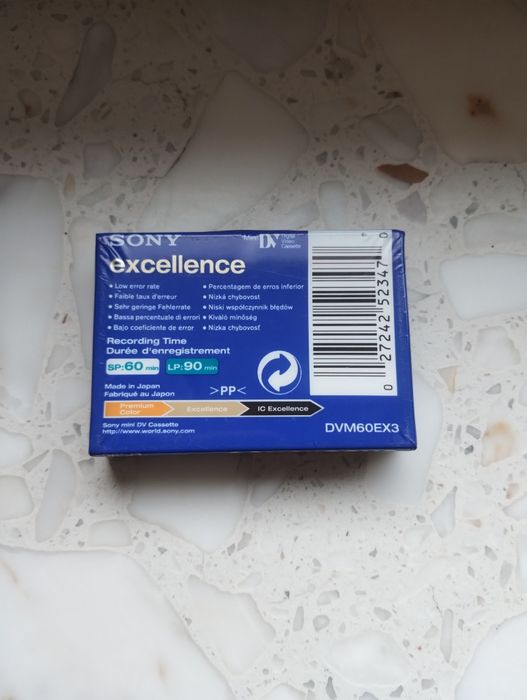 SONY
Mini DV Digital Video Cassette
excellence
• Low error rate
• Faible taux d'erreur
• Sehr geringe Fehlerrate
• Bassa percentuale di errori
• Bajo coeficiente de error
• Percentagem de erros inferior
• Nízká chybovost
• Niski współczynnik błędów
• Kiváló minőség
• Nízka chybovosť
Recording Time
Durée d'enregistrement
SP:60 min LP:90 min
Made in Japan
Fabriqué au Japon
>PP<
Premium Color
Excellence
IC Excellence
Sony mini DV Cassette
http://www.world.sony.com
DVM60EX3
0 27242 52347 0